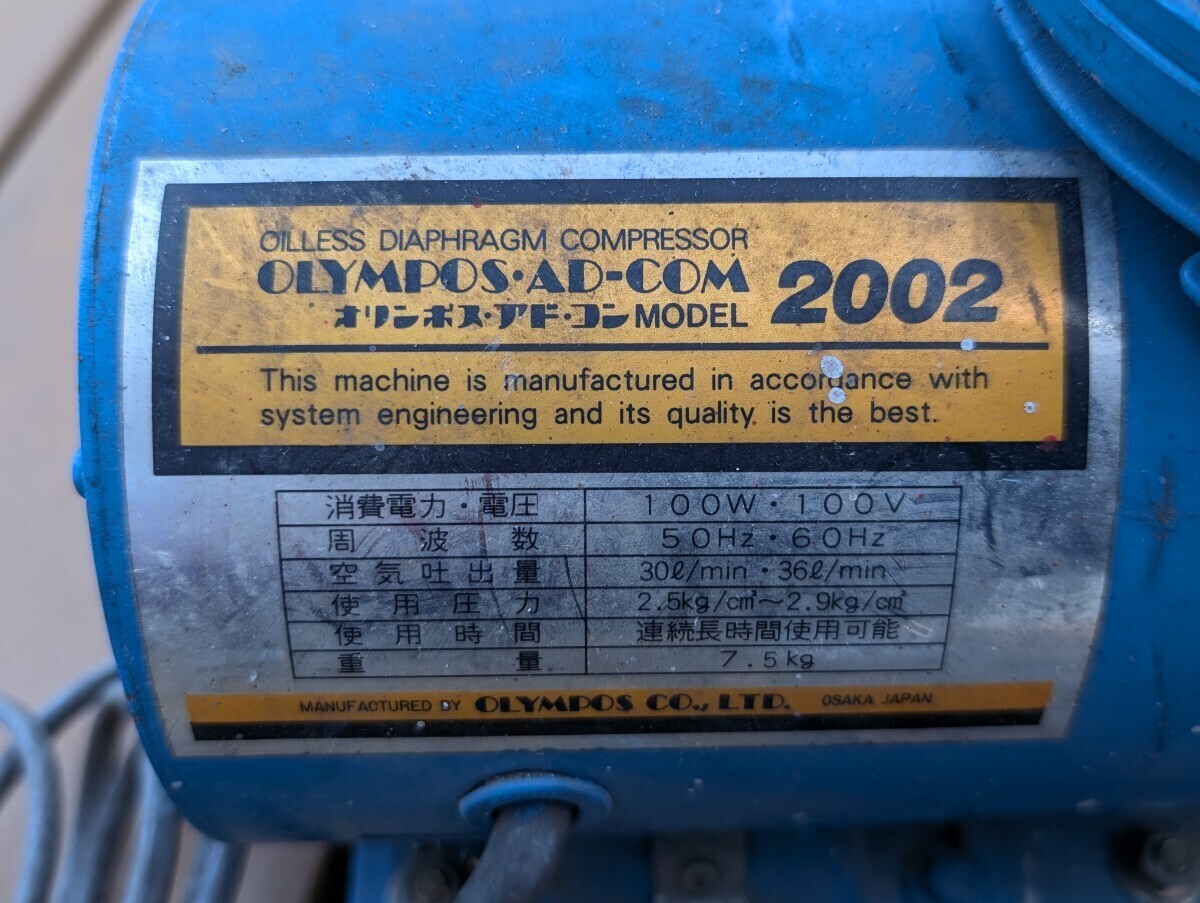 OILLESS DIAPHRAGM COMPRESSOR
OLYMPOS・AD-COM
オリンポス・アド・コン MODEL 2002
This machine is manufactured in accordance with
system engineering and its quality is the best.
消費電力・電圧 100W・100V
周波数 50Hz・60Hz
空気吐出量 30ℓ/min・36ℓ/min
使用圧力 2.5kg/c㎡～2.9kg/c㎡
使用時間 連続長時間使用可能
重量 7.5kg
MANUFACTURED BY OLYMPOS CO., LTD. OSAKA JAPAN